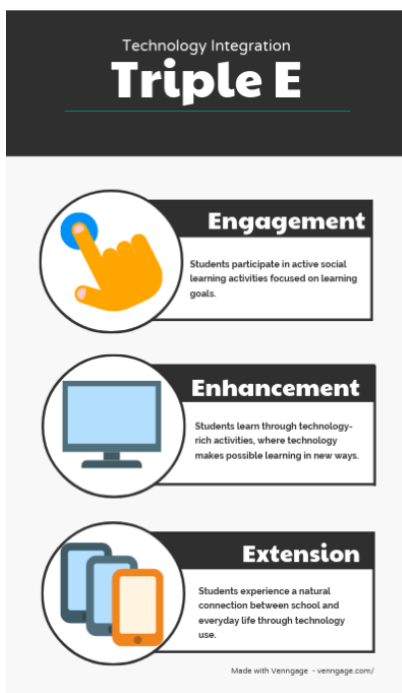 Technology Integration
Triple E
Engagement
Students participate in active social
learning activities focused on learning
goals.
Enhancement
Students learn through technology-
rich activities, where technology
makes possible learning in new ways.
Extension
Students experience a natural
connection between school and
everyday life through technology
use.
Made with Venngage - venngage.com/